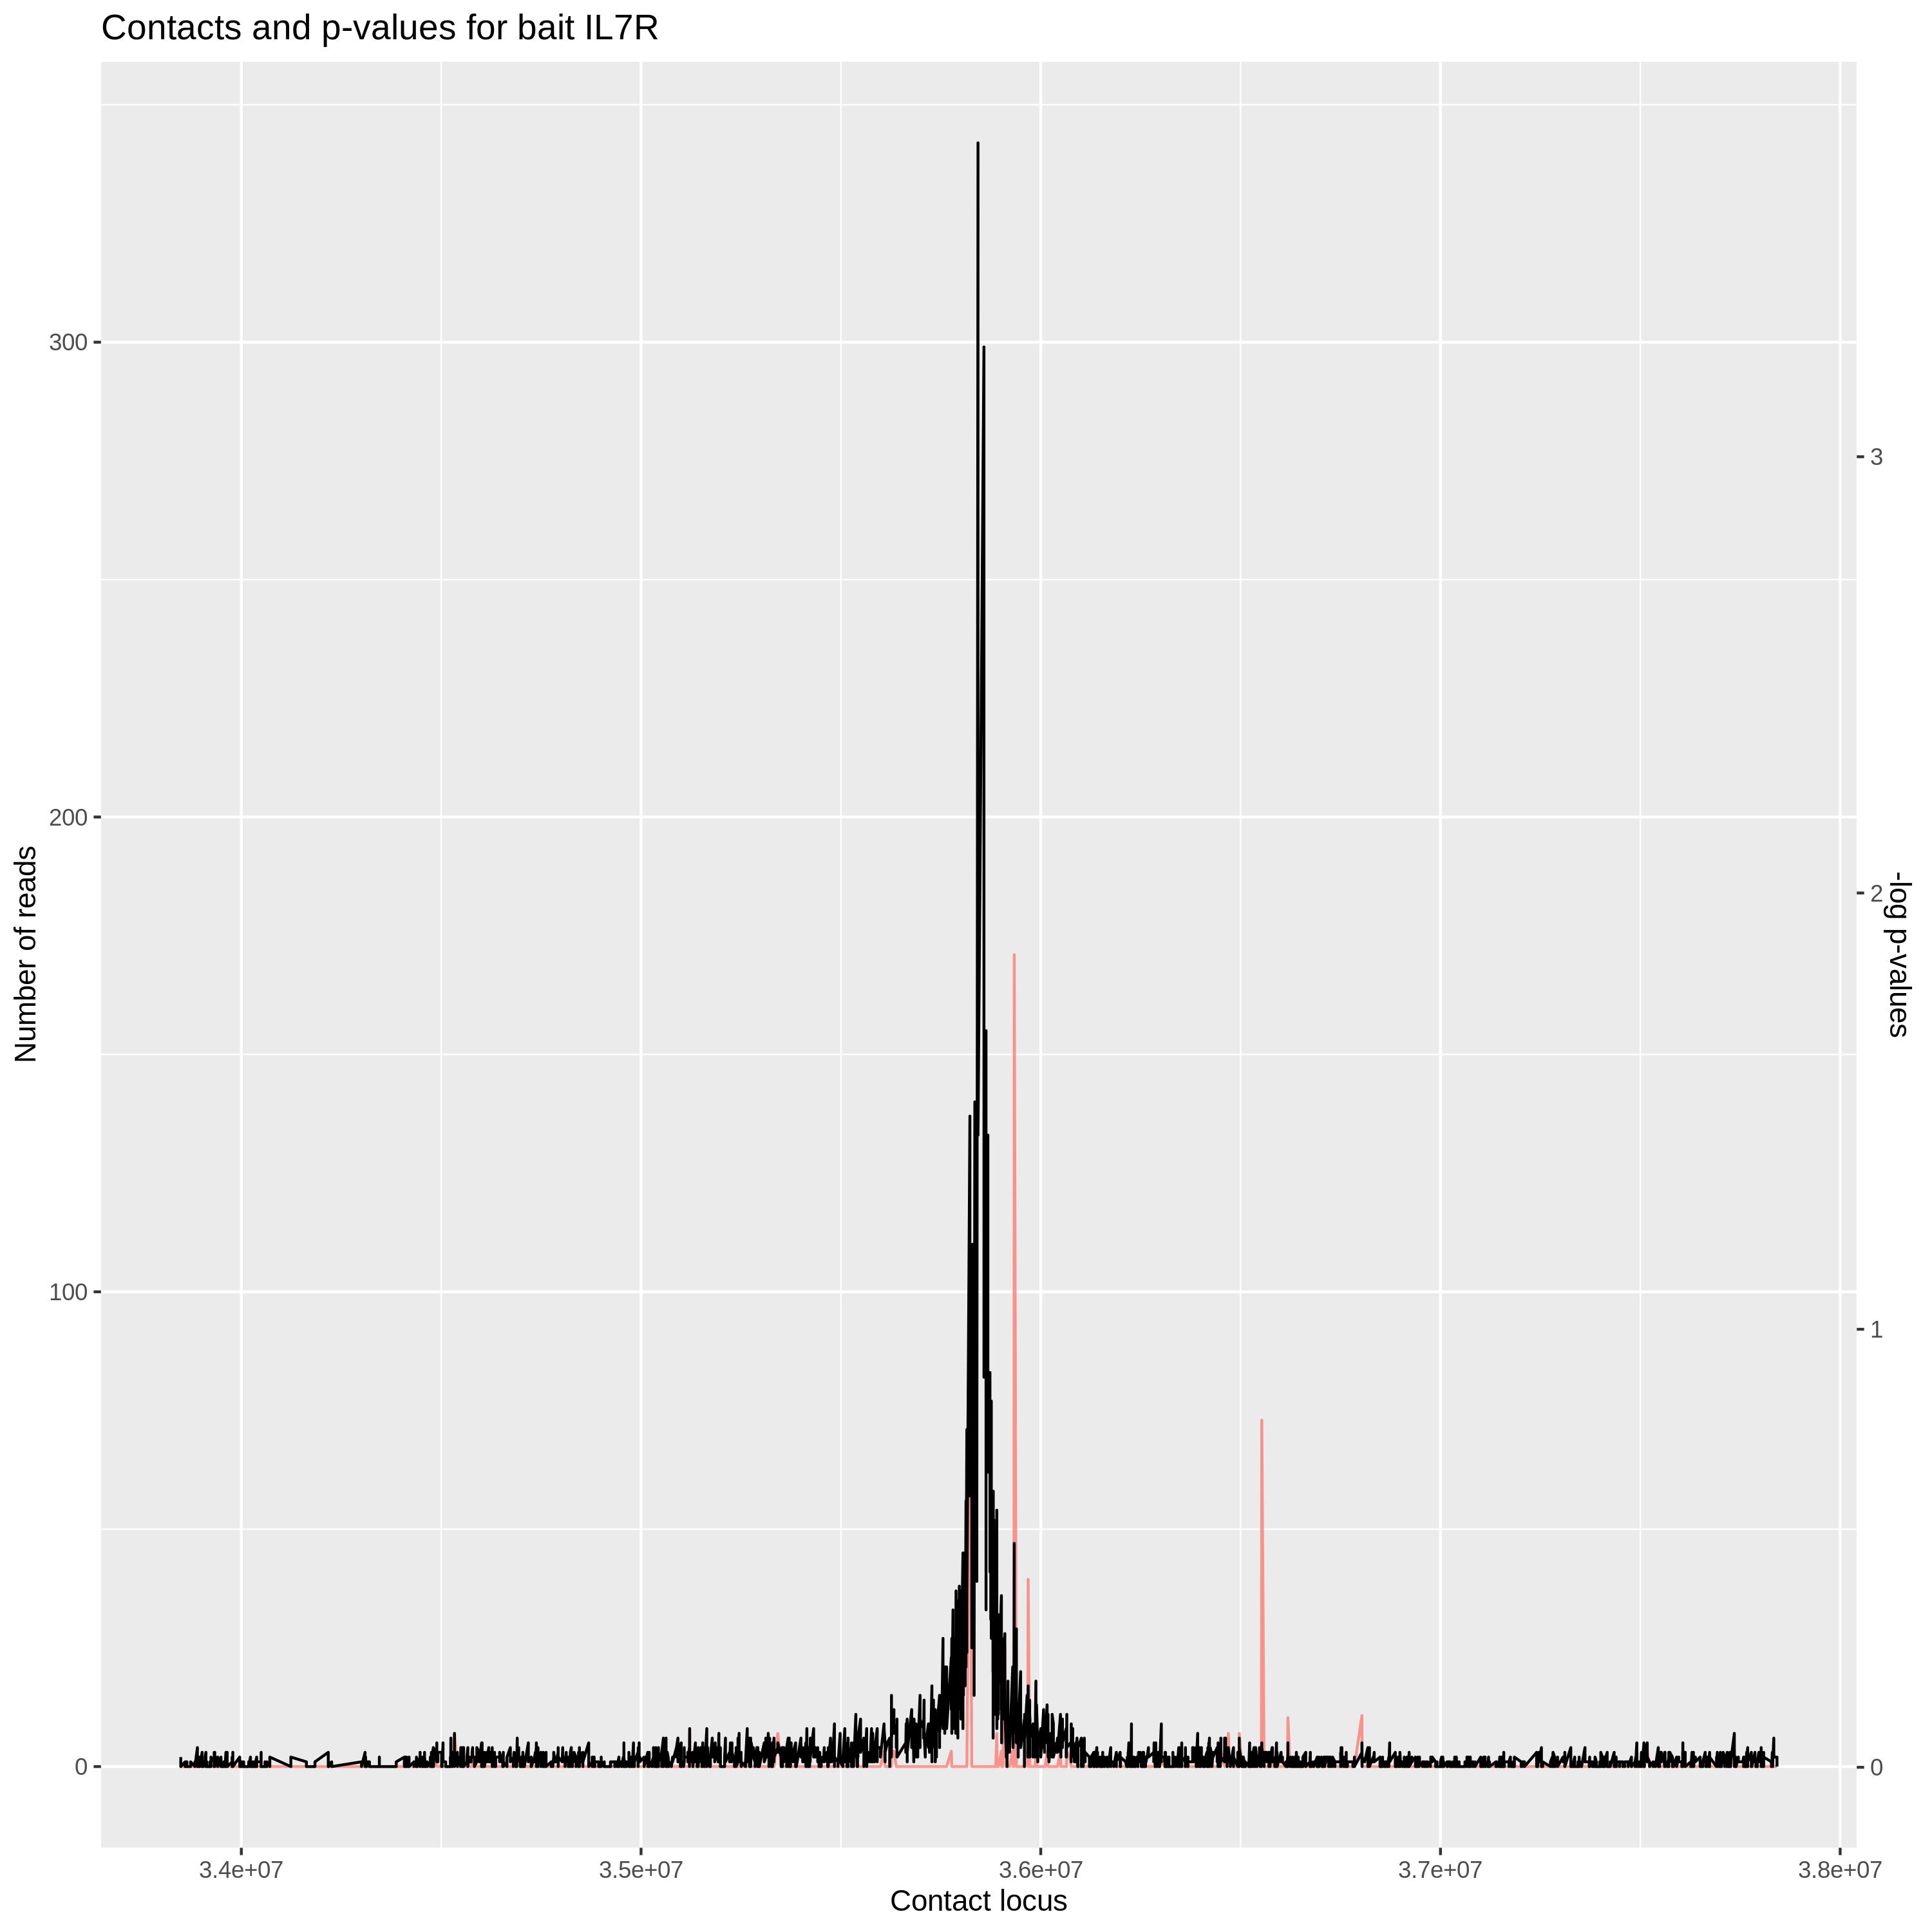 Contacts and p-values for bait IL7R
300
200
100
0
Number of reads
3
2
1
0
-log p-values
3.4e+07
3.5e+07
3.6e+07
3.7e+07
3.8e+07
Contact locus